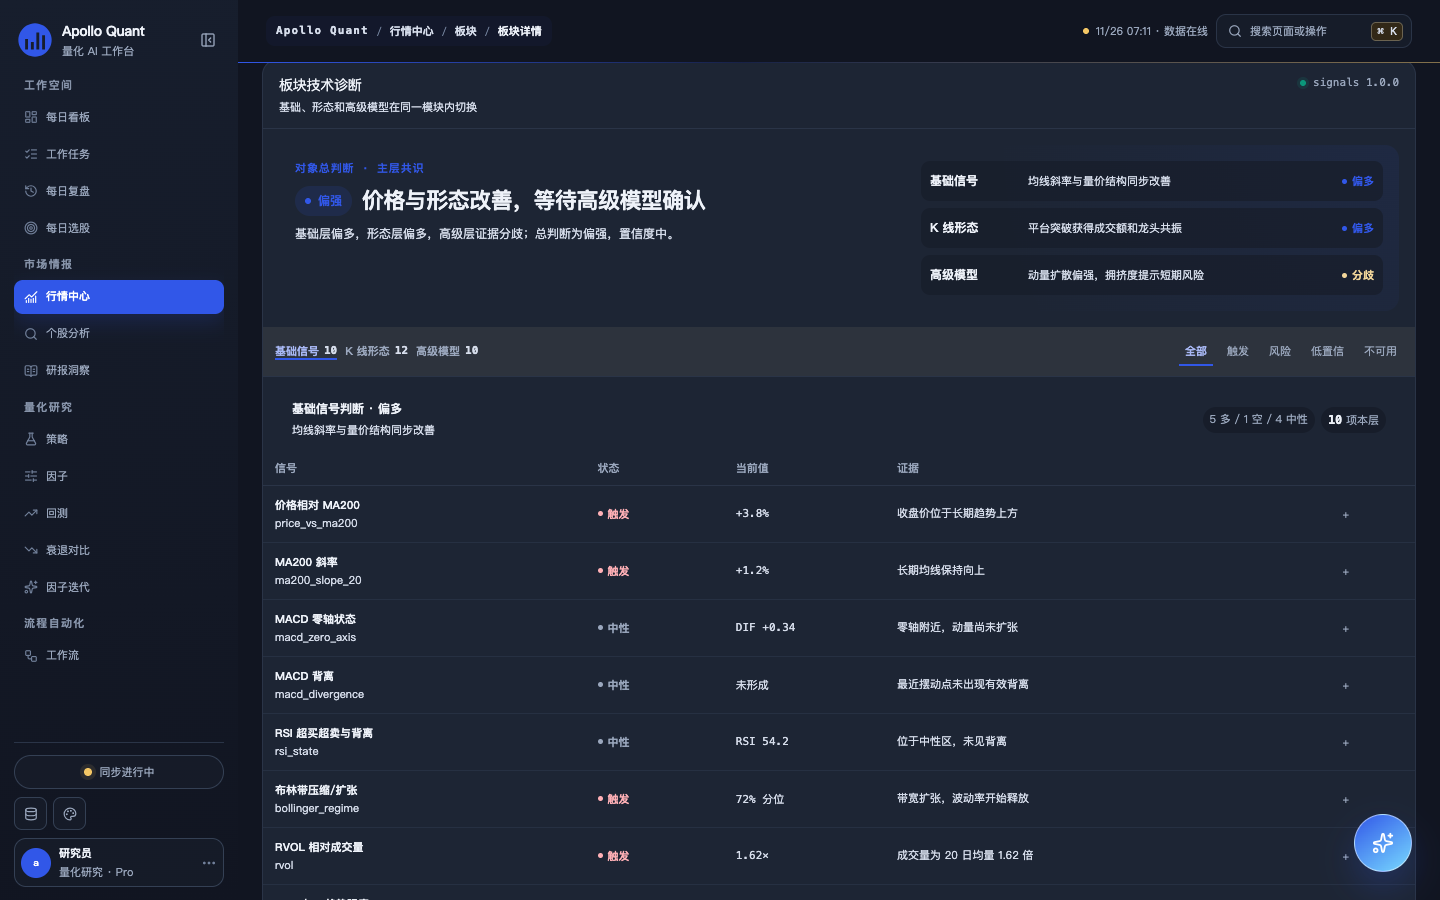 Apollo Quant
量化 AI 工作台
工作空间
每日看板
工作任务
每日复盘
每日选股
市场情报
行情中心
个股分析
研报洞察
量化研究
策略
因子
回测
衰退对比
因子迭代
流程自动化
工作流
同步进行中
a
研究员
量化研究 · Pro
Apollo Quant / 行情中心 / 板块 / 板块详情
11/26 07:11 · 数据在线
搜索页面或操作
⌘ K
板块技术诊断
基础、形态和高级模型在同一模块内切换
signals 1.0.0
对象总判断 · 主层共识
偏强 价格与形态改善，等待高级模型确认
基础层偏多，形态层偏多，高级层证据分歧；总判断为偏强，置信度中。
基础信号 均线斜率与量价结构同步改善 偏多
K 线形态 平台突破获得成交额和龙头共振 偏多
高级模型 动量扩散偏强，拥挤度提示短期风险 分歧
基础信号 10 K 线形态 12 高级模型 10
全部 触发 风险 低置信 不可用
基础信号判断 · 偏多
均线斜率与量价结构同步改善
5 多 / 1 空 / 4 中性
10 项本层
信号 状态 当前值 证据
价格相对 MA200
price_vs_ma200
触发 +3.8% 收盘价位于长期趋势上方 +
MA200 斜率
ma200_slope_20
触发 +1.2% 长期均线保持向上 +
MACD 零轴状态
macd_zero_axis
中性 DIF +0.34 零轴附近，动量尚未扩张 +
MACD 背离
macd_divergence
中性 未形成 最近摆动点未出现有效背离 +
RSI 超买超卖与背离
rsi_state
中性 RSI 54.2 位于中性区，未见背离 +
布林带压缩/扩张
bollinger_regime
触发 72% 分位 带宽扩张，波动率开始释放 +
RVOL 相对成交量
rvol
触发 1.62× 成交量为 20 日均量 1.62 倍 +